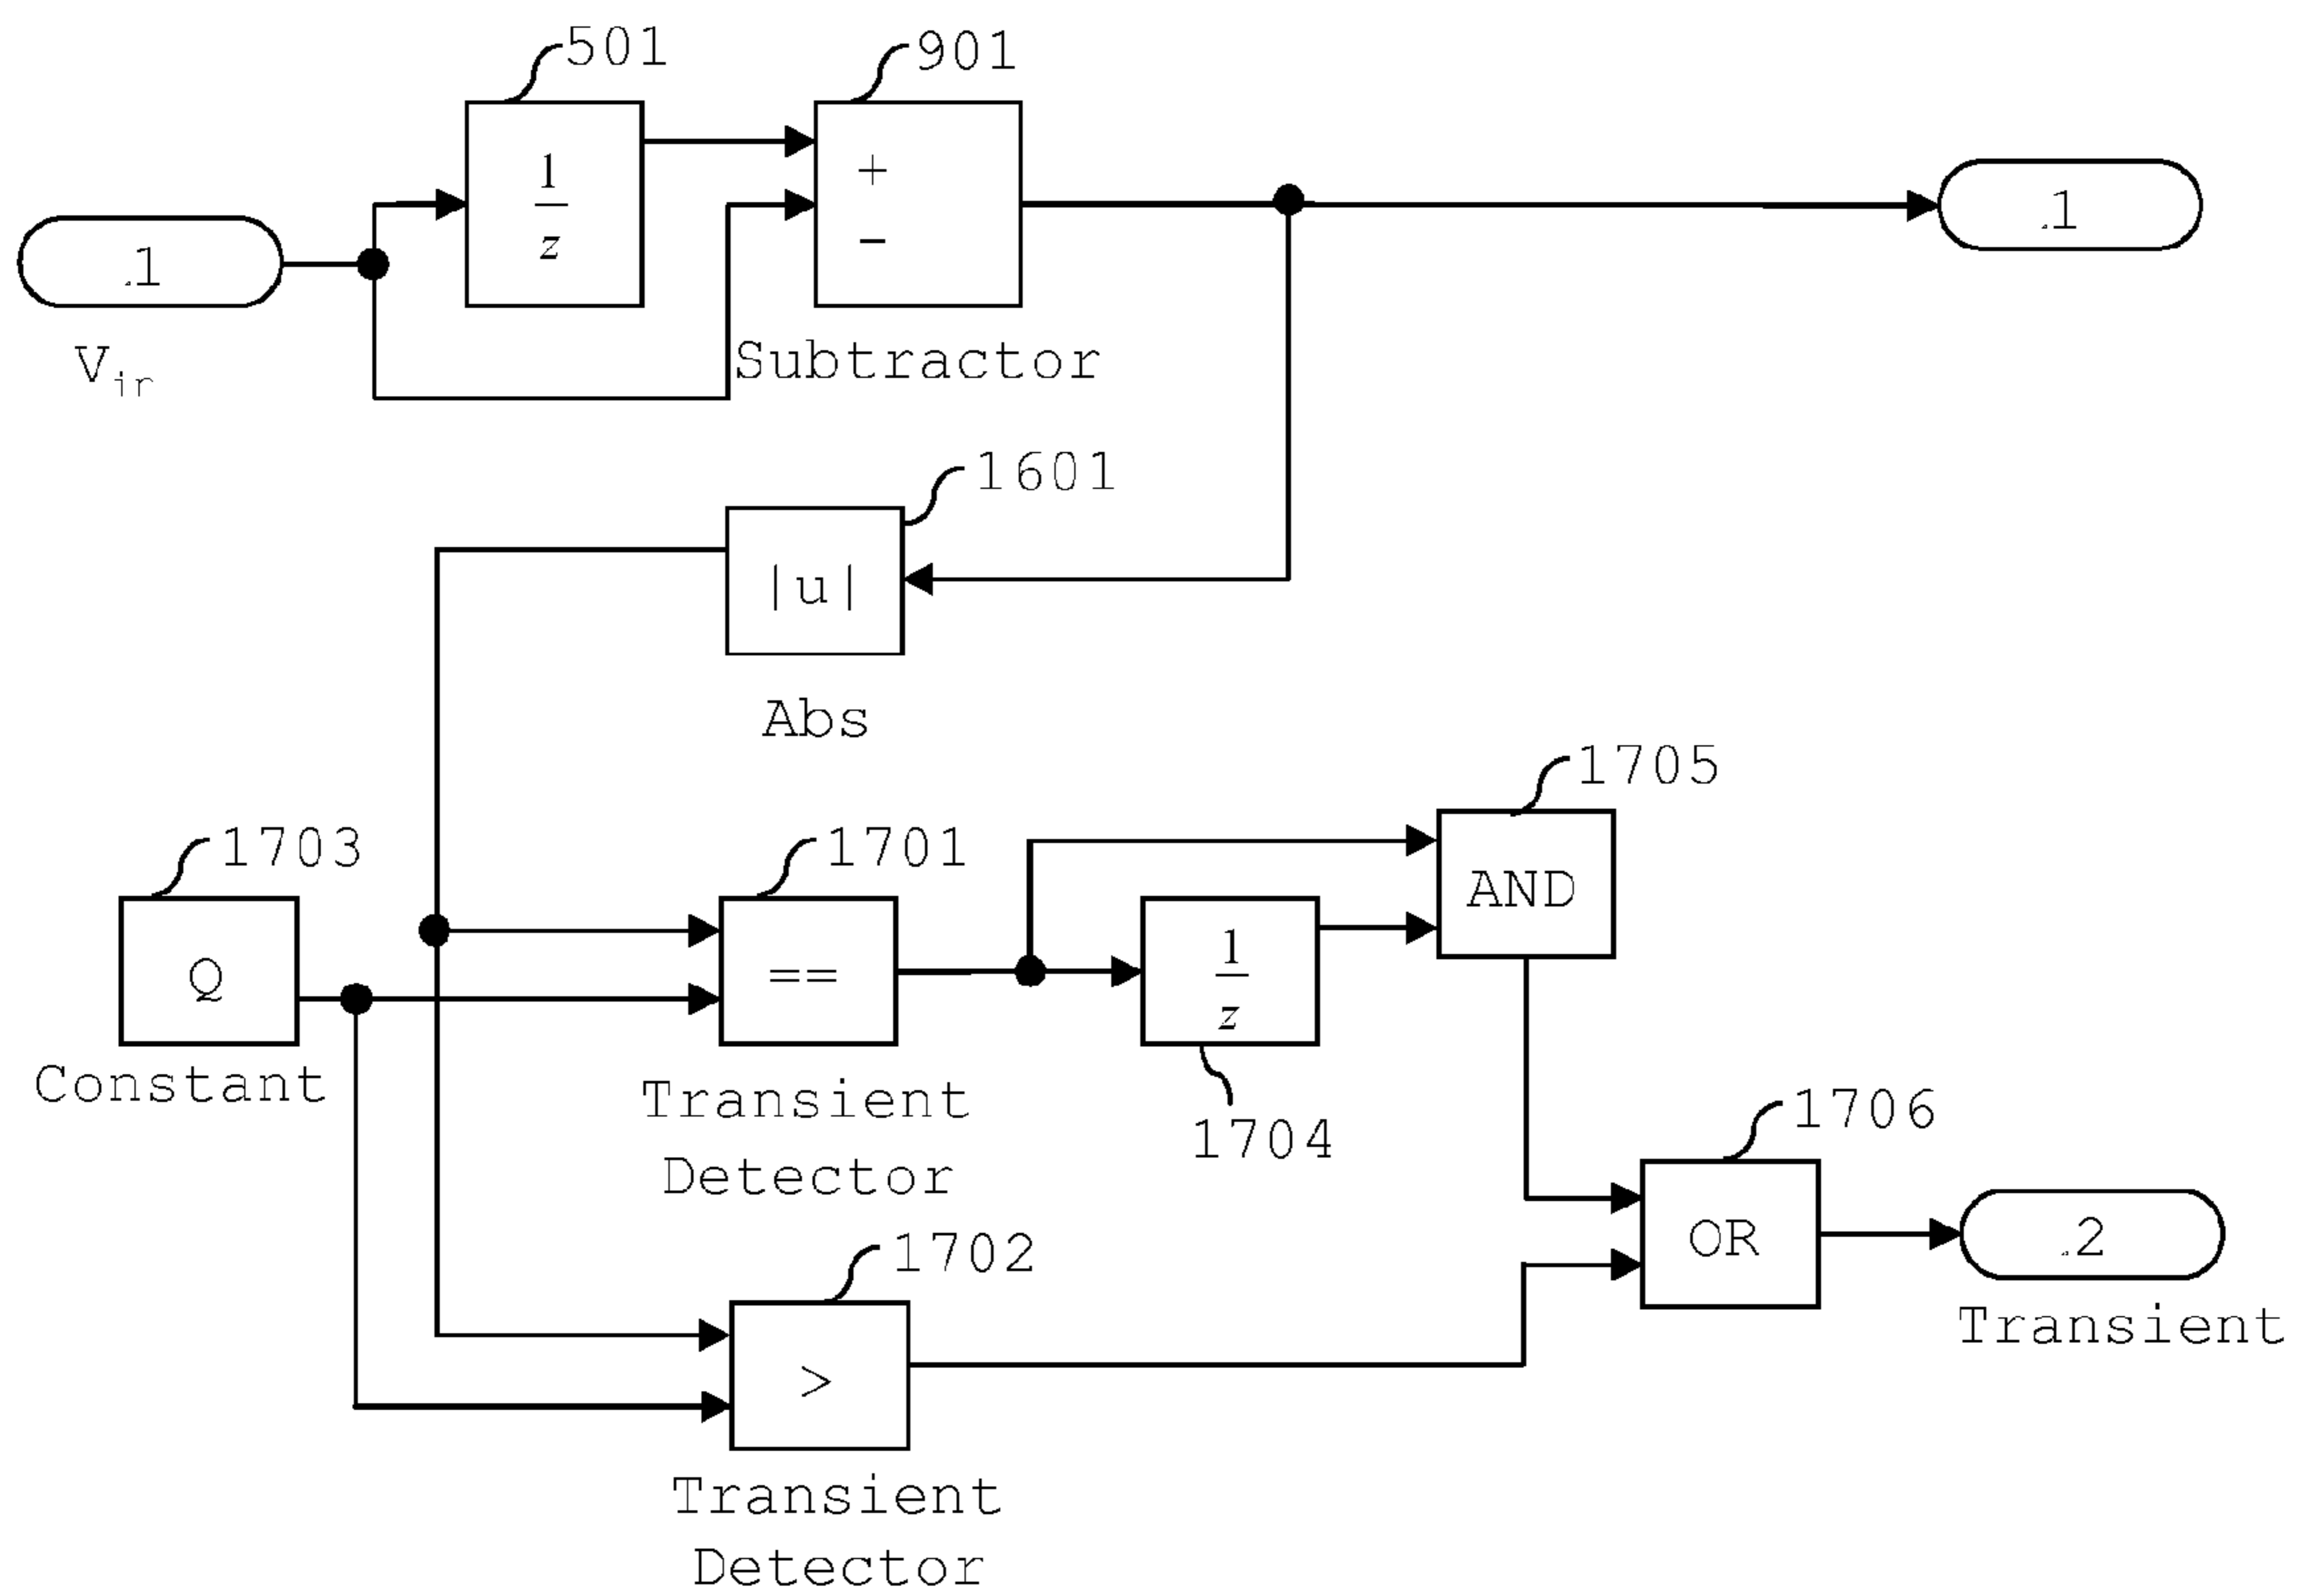 501
901
1
z
+
-
.1
.1
V_ir
Subtractor
1601
|u|
Abs
1705
1703
1701
AND
Q
==
1
z
Constant
Transient
Detector
1704
1706
1702
OR
.2
Transient
>
Transient
Detector